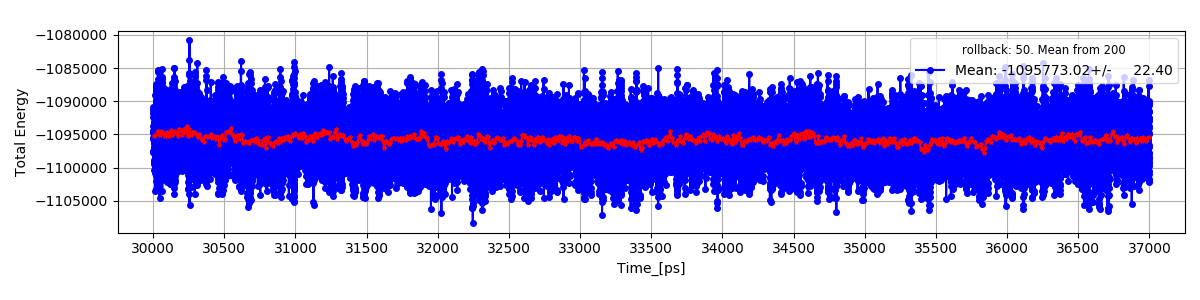 −1080000
−1085000
−1090000
−1095000
−1100000
−1105000
Total Energy
rollback: 50. Mean from 200
Mean: -1095773.02+/- 22.40
30000 30500 31000 31500 32000 32500 33000 33500 34000 34500 35000 35500 36000 36500 37000
Time_[ps]